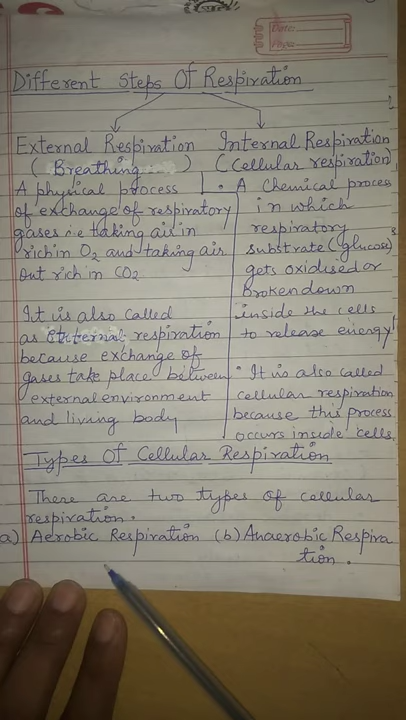 Date:
Page:
Different Steps Of Respiration
External Respiration
( Breathing )
A physical process
of exchange of respiratory
gases i.e taking air in
rich in O2 and taking air
out rich in CO2
It is also called
as External respiration
because exchange of
gases take place between
external environment
and living body
Internal Respiration
(Cellular respiration)
• A Chemical process
in which
respiratory
substrate (glucose)
gets oxidised or
broken down
inside the cells
to release energy
• It is also called
cellular respiration
because this process
occurs inside cells.
Types Of Cellular Respiration
There are two types of cellular
respiration.
a) Aerobic Respiration (b) Anaerobic Respira
tion.